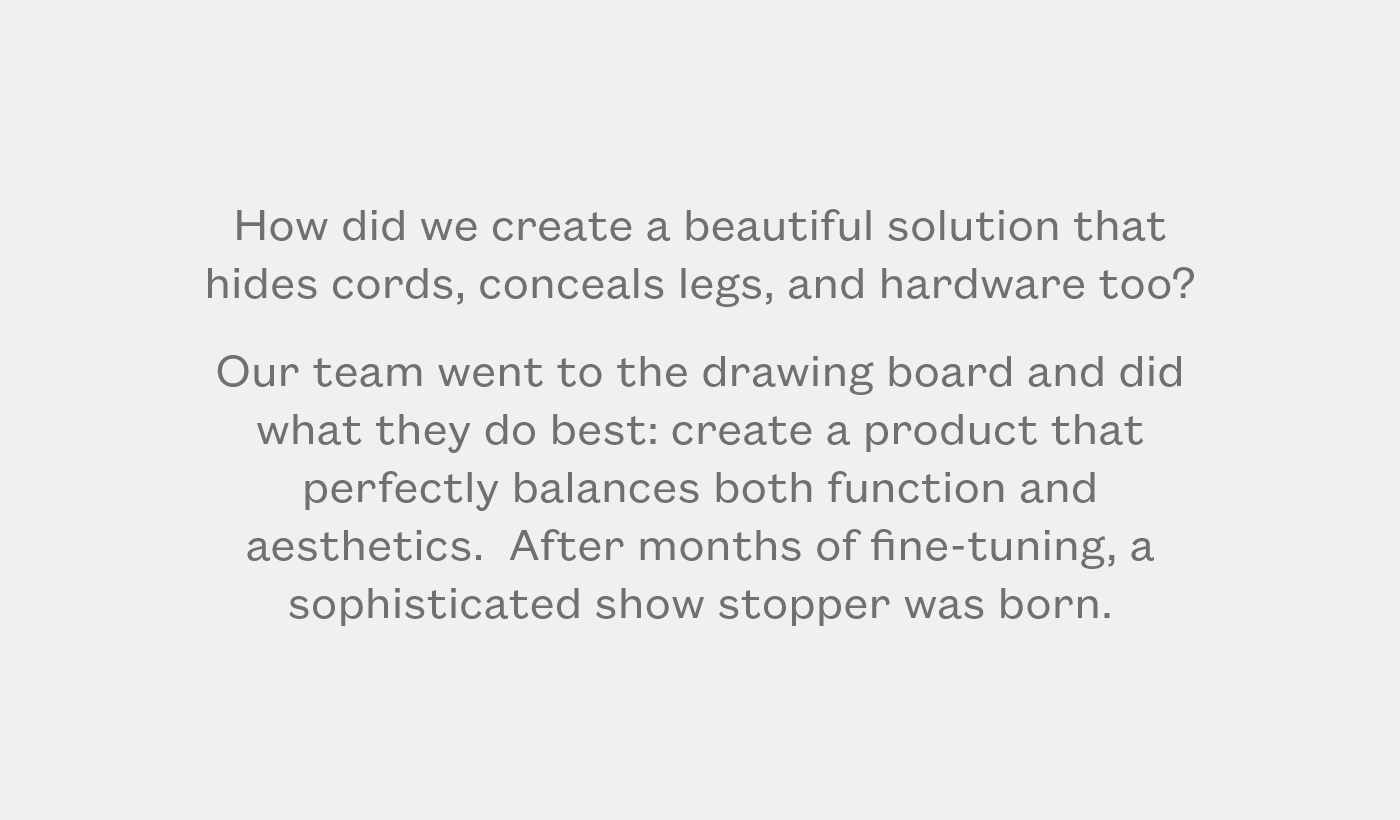 How did we create a beautiful solution that
hides cords, conceals legs, and hardware too?
Our team went to the drawing board and did
what they do best: create a product that
perfectly balances both function and
aesthetics.  After months of fine-tuning, a
sophisticated show stopper was born.